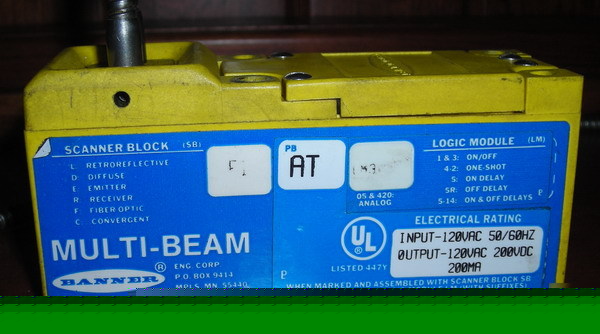 SCANNER BLOCK (SB)
L RETROREFLECTIVE
D DIFFUSE
E EMITTER
R RECEIVER
F FIBER OPTIC
C CONVERGENT
PB
AT
05 & 420:
ANALOG
LOGIC MODULE (LM)
1 & 3: ON/OFF
4-2: ONE-SHOT
5: ON DELAY
5R: OFF DELAY
5-14: ON & OFF DELAYS
P
MULTI-BEAM
BANNER ®
ENG. CORP.
P.O. BOX 9414
MPLS, MN. 55440
UL
LISTED 447Y
P
ELECTRICAL RATING
INPUT-120VAC 50/60HZ
OUTPUT-120VAC 200VDC
200MA
WHEN MARKED AND ASSEMBLED WITH SCANNER BLOCK SB